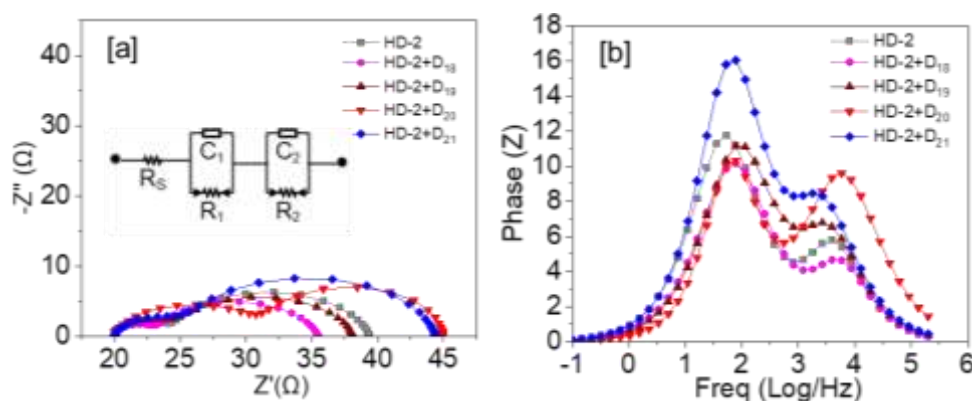 [a]
HD-2
HD-2+D₁₈
HD-2+D₁₉
HD-2+D₂₀
HD-2+D₂₁
C₁
C₂
R_S
R₁
R₂
-Z'' (Ω)
40
30
20
10
0
20 25 30 35 40 45
Z'(Ω)
[b]
HD-2
HD-2+D₁₈
HD-2+D₁₉
HD-2+D₂₀
HD-2+D₂₁
Phase (Z)
18
16
14
12
10
8
6
4
2
0
-1 0 1 2 3 4 5 6
Freq (Log/Hz)